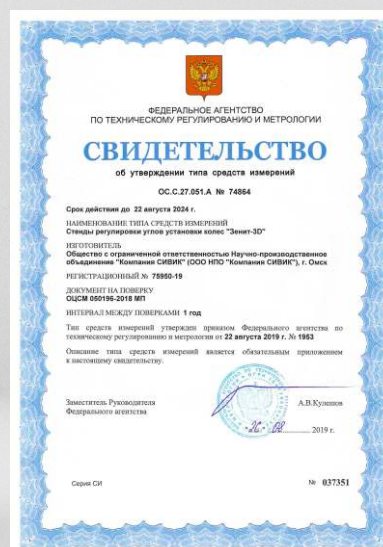 ФЕДЕРАЛЬНОЕ АГЕНТСТВО
ПО ТЕХНИЧЕСКОМУ РЕГУЛИРОВАНИЮ И МЕТРОЛОГИИ
СВИДЕТЕЛЬСТВО
об утверждении типа средств измерений
ОС.С.27.051.А № 74864
Срок действия до 22 августа 2024 г.
НАИМЕНОВАНИЕ ТИПА СРЕДСТВ ИЗМЕРЕНИЙ
Стенды регулировки углов установки колес "Зенит-3D"
ИЗГОТОВИТЕЛЬ
Общество с ограниченной ответственностью Научно-производственное
объединение "Компания СИВИК" (ООО НПО "Компания СИВИК"), г. Омск
РЕГИСТРАЦИОННЫЙ № 75950-19
ДОКУМЕНТ НА ПОВЕРКУ
ОЦСМ 050196-2018 МП
ИНТЕРВАЛ МЕЖДУ ПОВЕРКАМИ 1 год
Тип средств измерений утвержден приказом Федерального агентства по
техническому регулированию и метрологии от 22 августа 2019 г. № 1953
Описание типа средств измерений является обязательным приложением
к настоящему свидетельству.
Заместитель Руководителя
Федерального агентства
А.В.Кулешов
26 08 2019 г.
Серия СИ
№ 037351